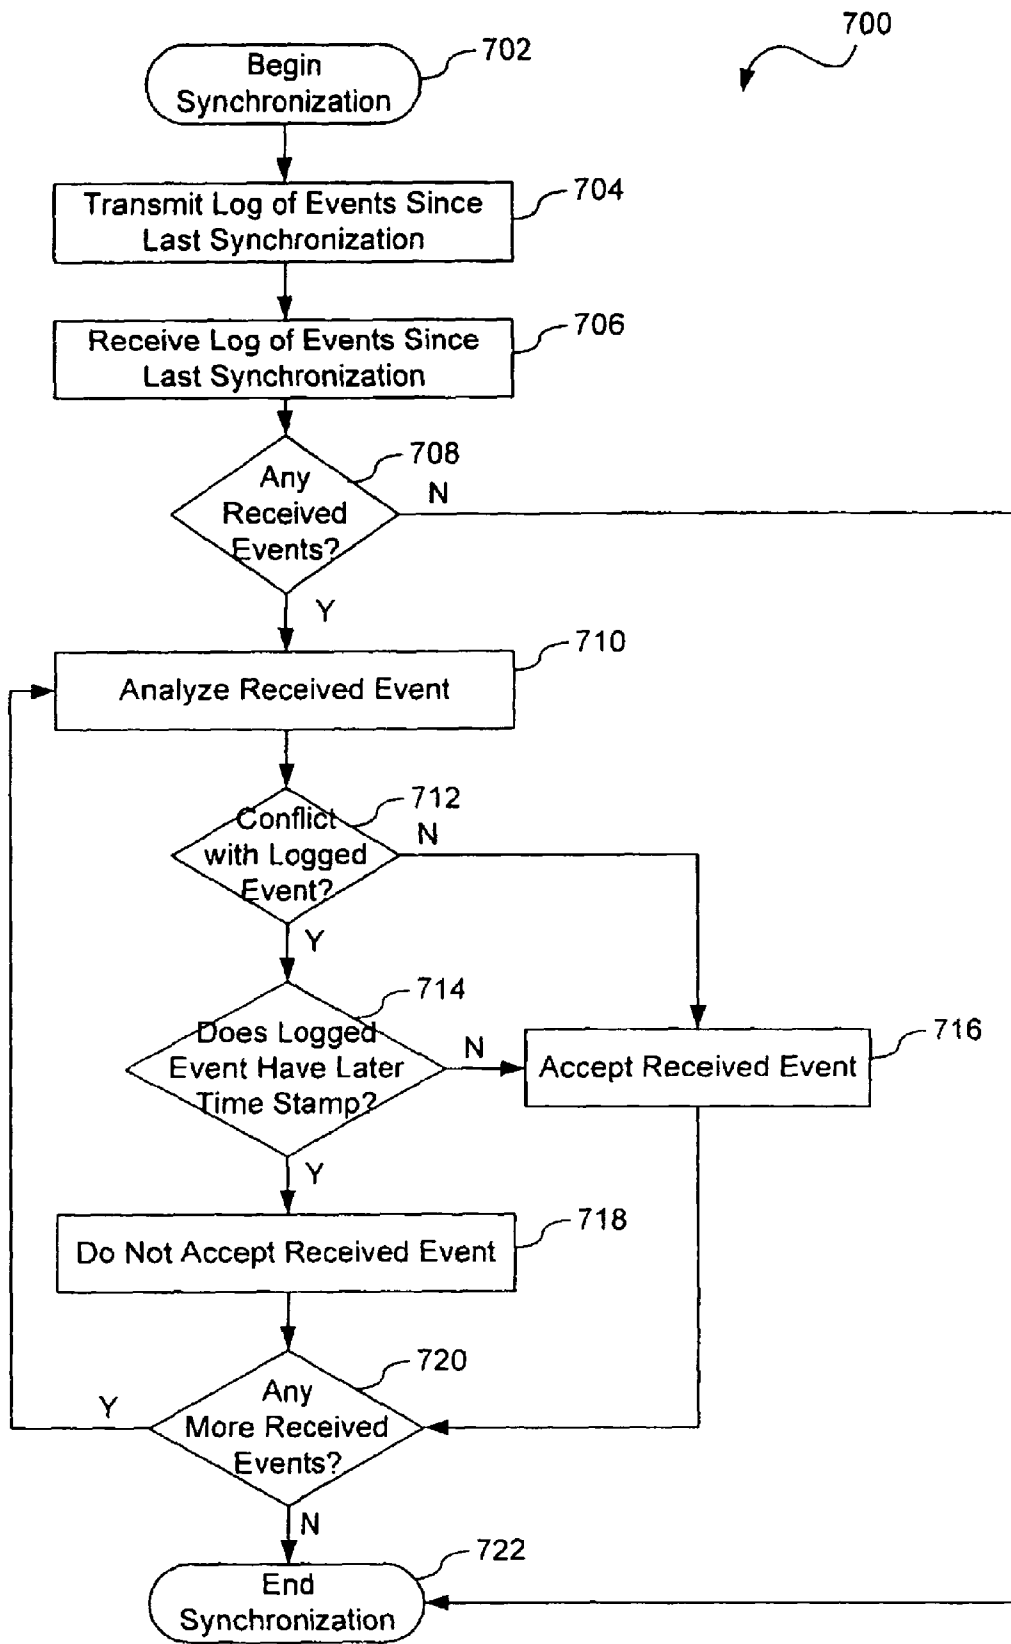 700
702
Begin
Synchronization
704
Transmit Log of Events Since
Last Synchronization
706
Receive Log of Events Since
Last Synchronization
708
Any
Received
Events?
N
Y
710
Analyze Received Event
712
Conflict
with Logged
Event?
N
Y
714
Does Logged
Event Have Later
Time Stamp?
N
716
Accept Received Event
Y
718
Do Not Accept Received Event
720
Any
More Received
Events?
Y
N
722
End
Synchronization